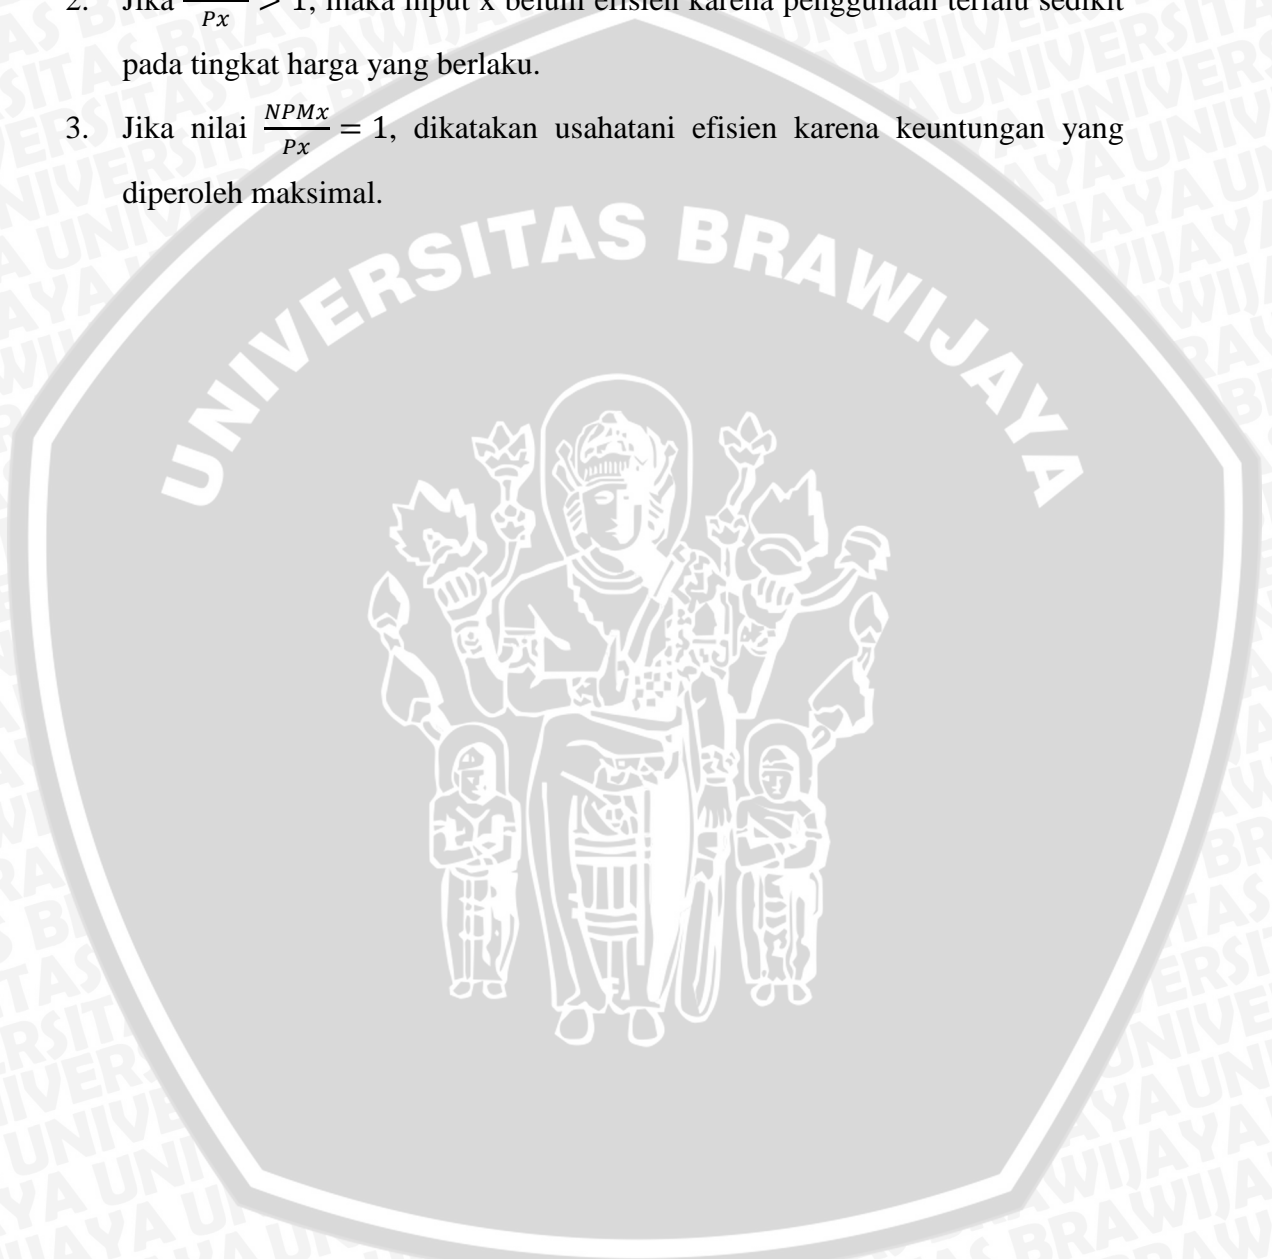 2. Jika ───/Px > 1, maka input x belum efisien karena penggunaan terlalu sedikit
pada tingkat harga yang berlaku.
3. Jika nilai NPMx/Px = 1, dikatakan usahatani efisien karena keuntungan yang
diperoleh maksimal.
UNIVERSITAS BRAWIJAYA